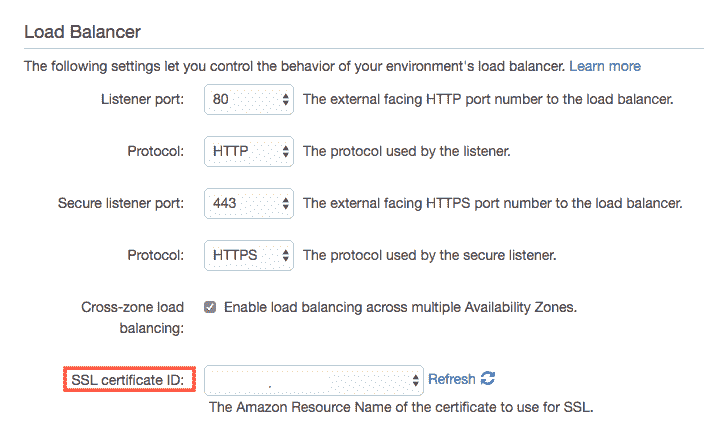 Load Balancer
The following settings let you control the behavior of your environment's load balancer. Learn more
Listener port: 80 The external facing HTTP port number to the load balancer.
Protocol: HTTP The protocol used by the listener.
Secure listener port: 443 The external facing HTTPS port number to the load balancer.
Protocol: HTTPS The protocol used by the secure listener.
Cross-zone load
balancing: Enable load balancing across multiple Availability Zones.
SSL certificate ID: Refresh
The Amazon Resource Name of the certificate to use for SSL.